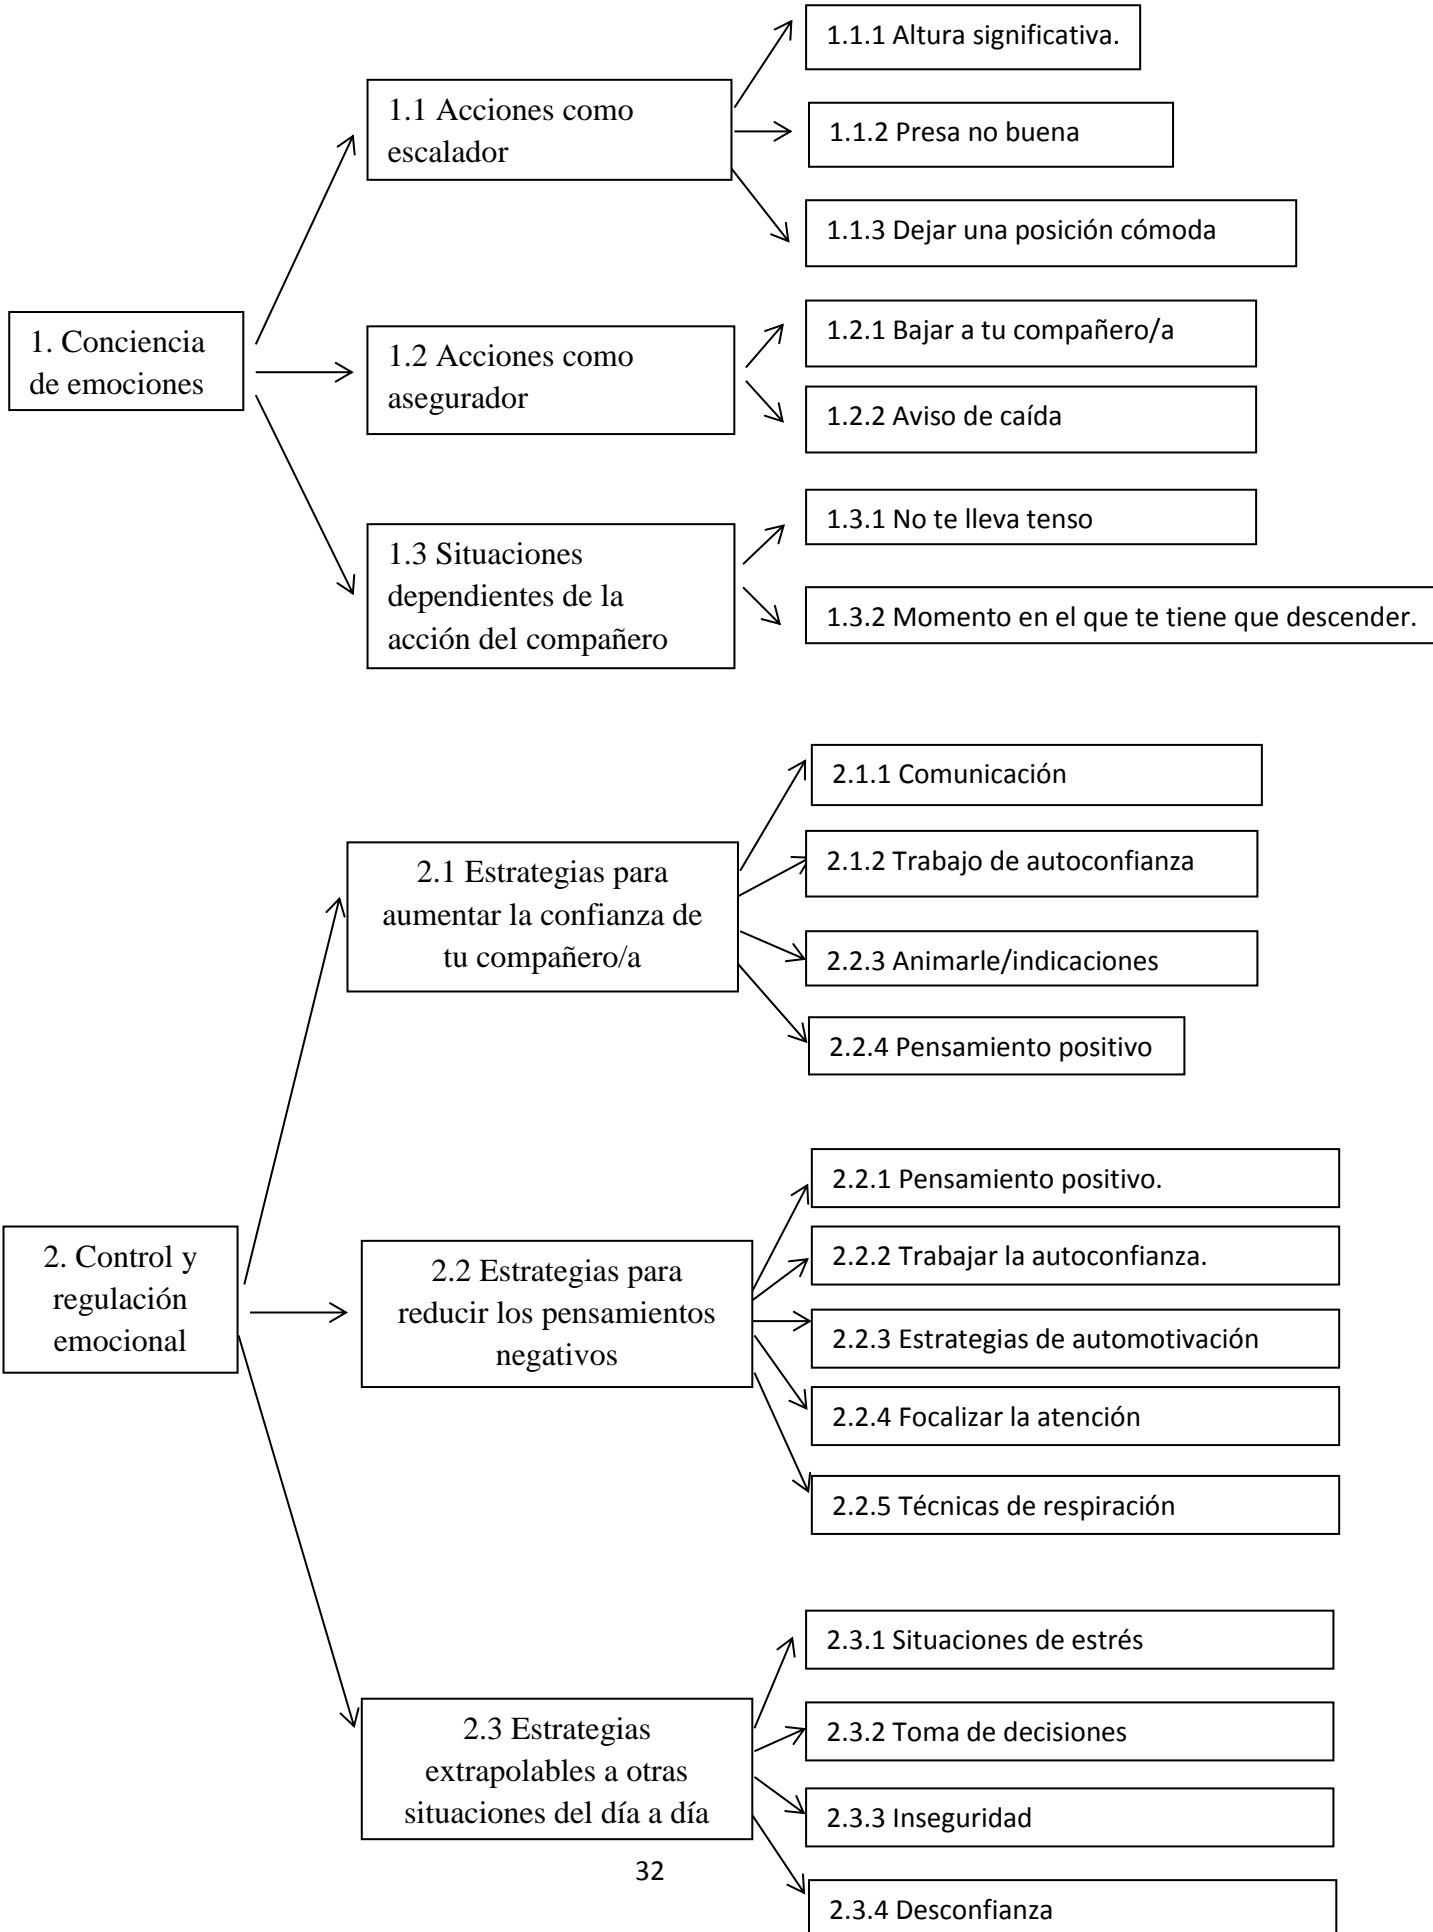 1. Conciencia
de emociones
1.1 Acciones como
escalador
1.1.1 Altura significativa.
1.1.2 Presa no buena
1.1.3 Dejar una posición cómoda
1.2 Acciones como
asegurador
1.2.1 Bajar a tu compañero/a
1.2.2 Aviso de caída
1.3 Situaciones
dependientes de la
acción del compañero
1.3.1 No te lleva tenso
1.3.2 Momento en el que te tiene que descender.
2. Control y
regulación
emocional
2.1 Estrategias para
aumentar la confianza de
tu compañero/a
2.1.1 Comunicación
2.1.2 Trabajo de autoconfianza
2.2.3 Animarle/indicaciones
2.2.4 Pensamiento positivo
2.2 Estrategias para
reducir los pensamientos
negativos
2.2.1 Pensamiento positivo.
2.2.2 Trabajar la autoconfianza.
2.2.3 Estrategias de automotivación
2.2.4 Focalizar la atención
2.2.5 Técnicas de respiración
2.3 Estrategias
extrapolables a otras
situaciones del día a día
2.3.1 Situaciones de estrés
2.3.2 Toma de decisiones
2.3.3 Inseguridad
2.3.4 Desconfianza
32